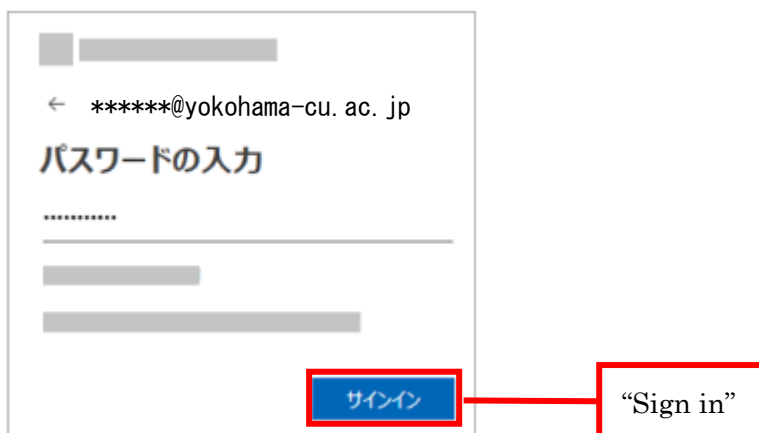 ← ******@yokohama-cu.ac.jp
パスワードの入力
•••••••••••
サインイン
“Sign in”